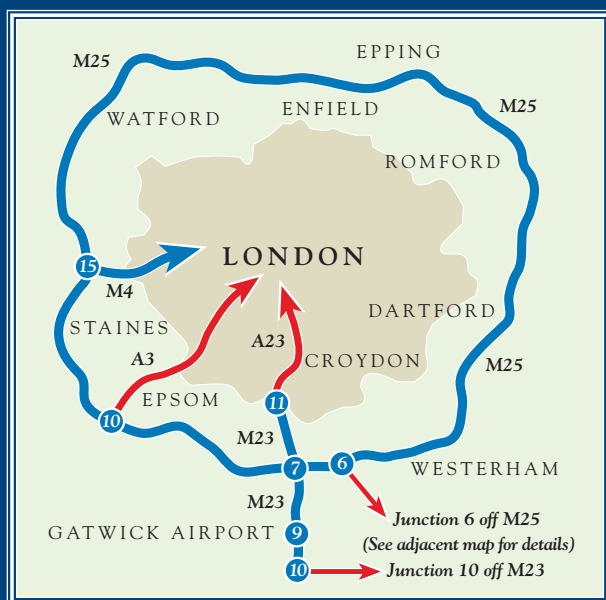 EPPING
M25
ENFIELD
M25
WATFORD
ROMFORD
LONDON
15
M4
DARTFORD
STAINES
A23
A3
CROYDON
M25
EPSOM
11
10
M23
7
6
WESTERHAM
M23
Junction 6 off M25
GATWICK AIRPORT
9
(See adjacent map for details)
10
Junction 10 off M23